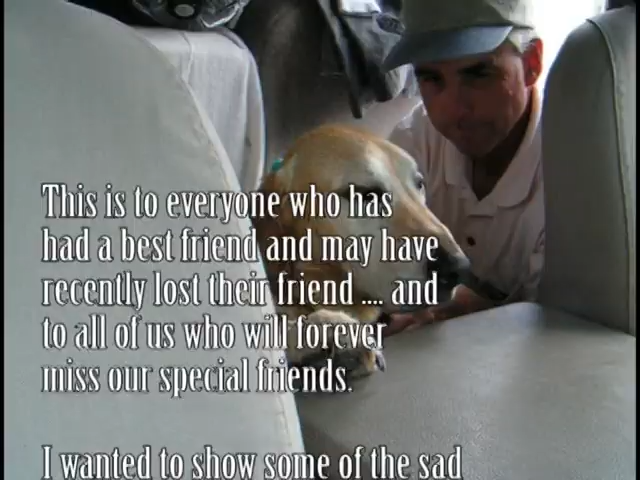 This is to everyone who has
had a best friend and may have
recently lost their friend .... and
to all of us who will forever
miss our special friends.
I wanted to show some of the sad